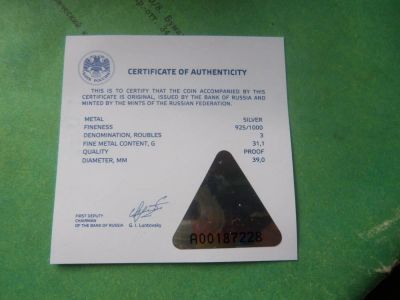 CERTIFICATE OF AUTHENTICITY
THIS IS TO CERTIFY THAT THE COIN ACCOMPANIED BY THIS
CERTIFICATE IS ORIGINAL, ISSUED BY THE BANK OF RUSSIA AND
MINTED BY THE MINTS OF THE RUSSIAN FEDERATION.
METAL SILVER
FINENESS 925/1000
DENOMINATION, ROUBLES 3
FINE METAL CONTENT, G 31,1
QUALITY PROOF
DIAMETER, MM 39,0
FIRST DEPUTY
CHAIRMAN
OF THE BANK OF RUSSIA G. I. Luntovsky
A00187228